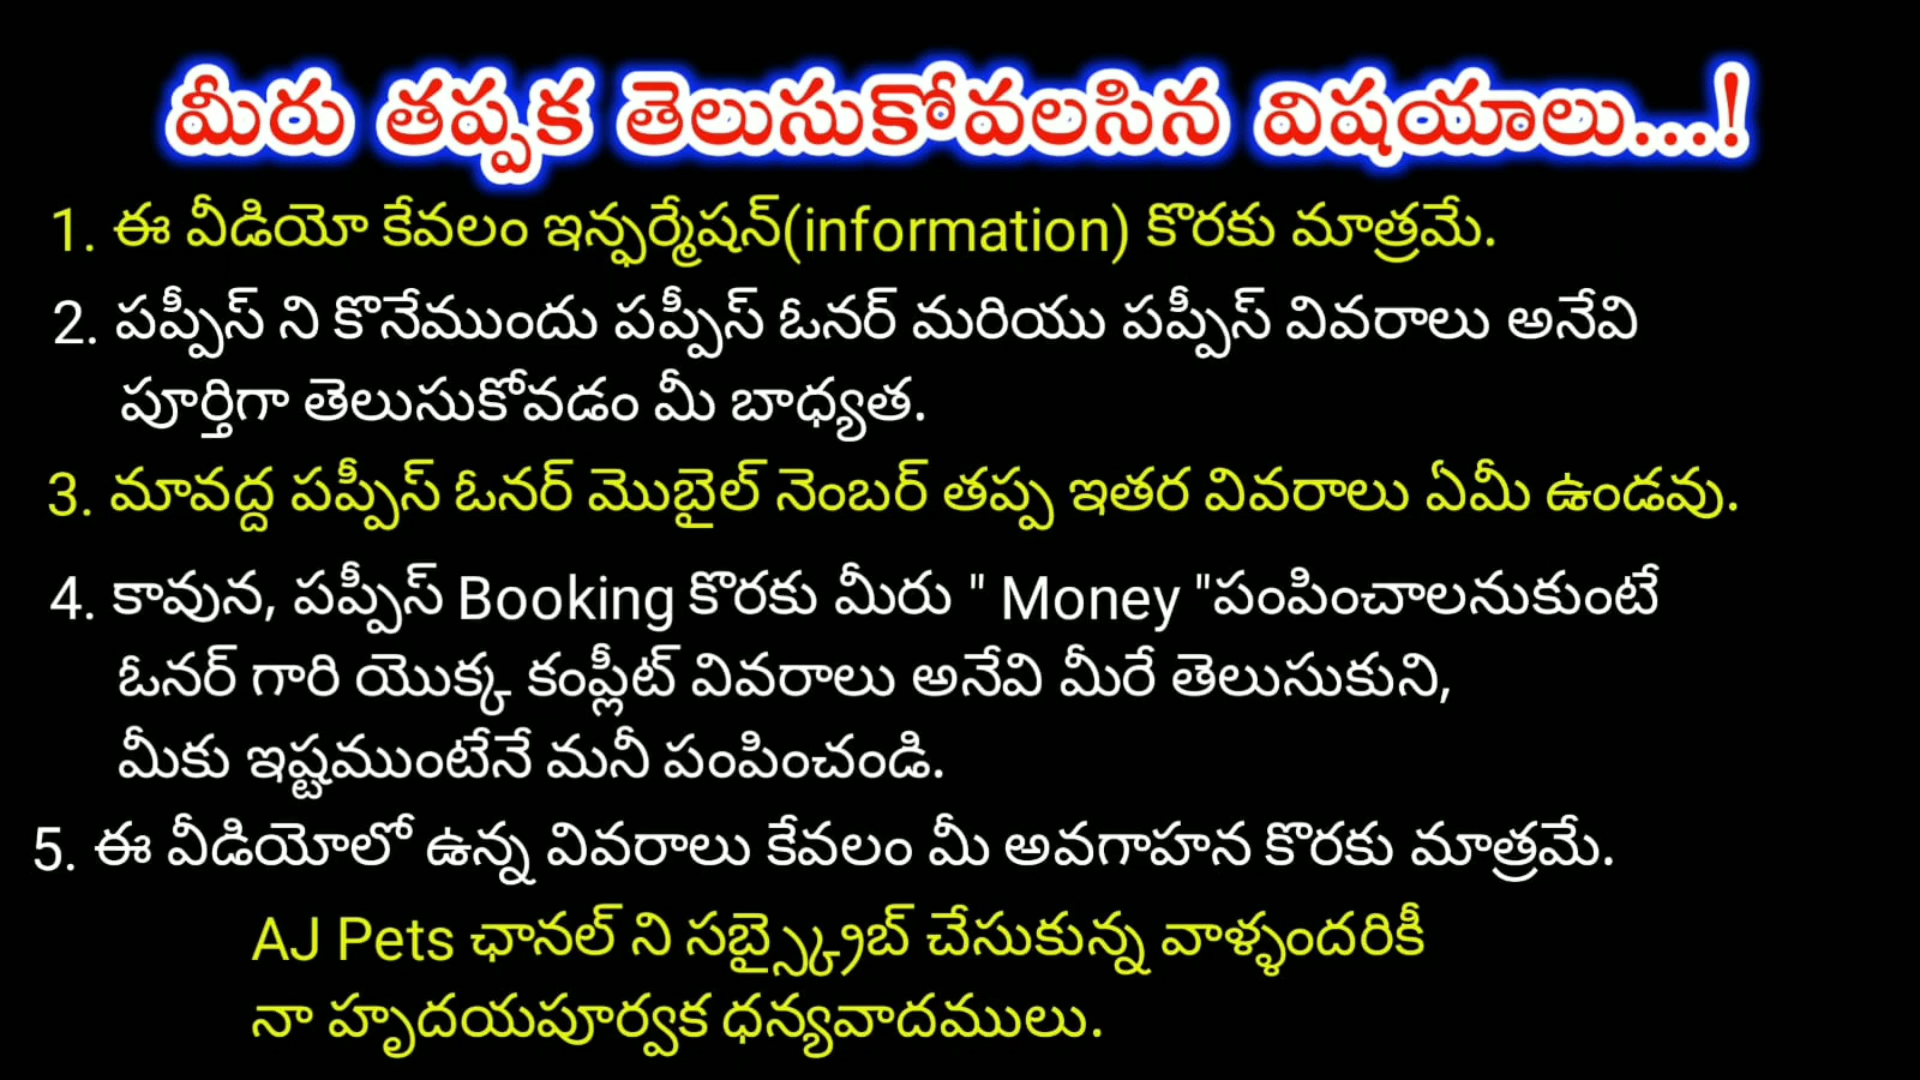 మీరు తప్పక తెలుసుకోవలసిన విషయాలు...!
1. ఈ వీడియో కేవలం ఇన్ఫర్మేషన్(information) కొరకు మాత్రమే.
2. పప్పీస్ ని కొనేముందు పప్పీస్ ఓనర్ మరియు పప్పీస్ వివరాలు అనేవి
పూర్తిగా తెలుసుకోవడం మీ బాధ్యత.
3. మావద్ద పప్పీస్ ఓనర్ మొబైల్ నెంబర్ తప్ప ఇతర వివరాలు ఏమీ ఉండవు.
4. కావున, పప్పీస్ Booking కొరకు మీరు " Money "పంపించాలనుకుంటే
ఓనర్ గారి యొక్క కంప్లీట్ వివరాలు అనేవి మీరే తెలుసుకుని,
మీకు ఇష్టముంటేనే మనీ పంపించండి.
5. ఈ వీడియోలో ఉన్న వివరాలు కేవలం మీ అవగాహన కొరకు మాత్రమే.
AJ Pets ఛానల్ ని సబ్స్క్రైబ్ చేసుకున్న వాళ్ళందరికీ
నా హృదయపూర్వక ధన్యవాదములు.